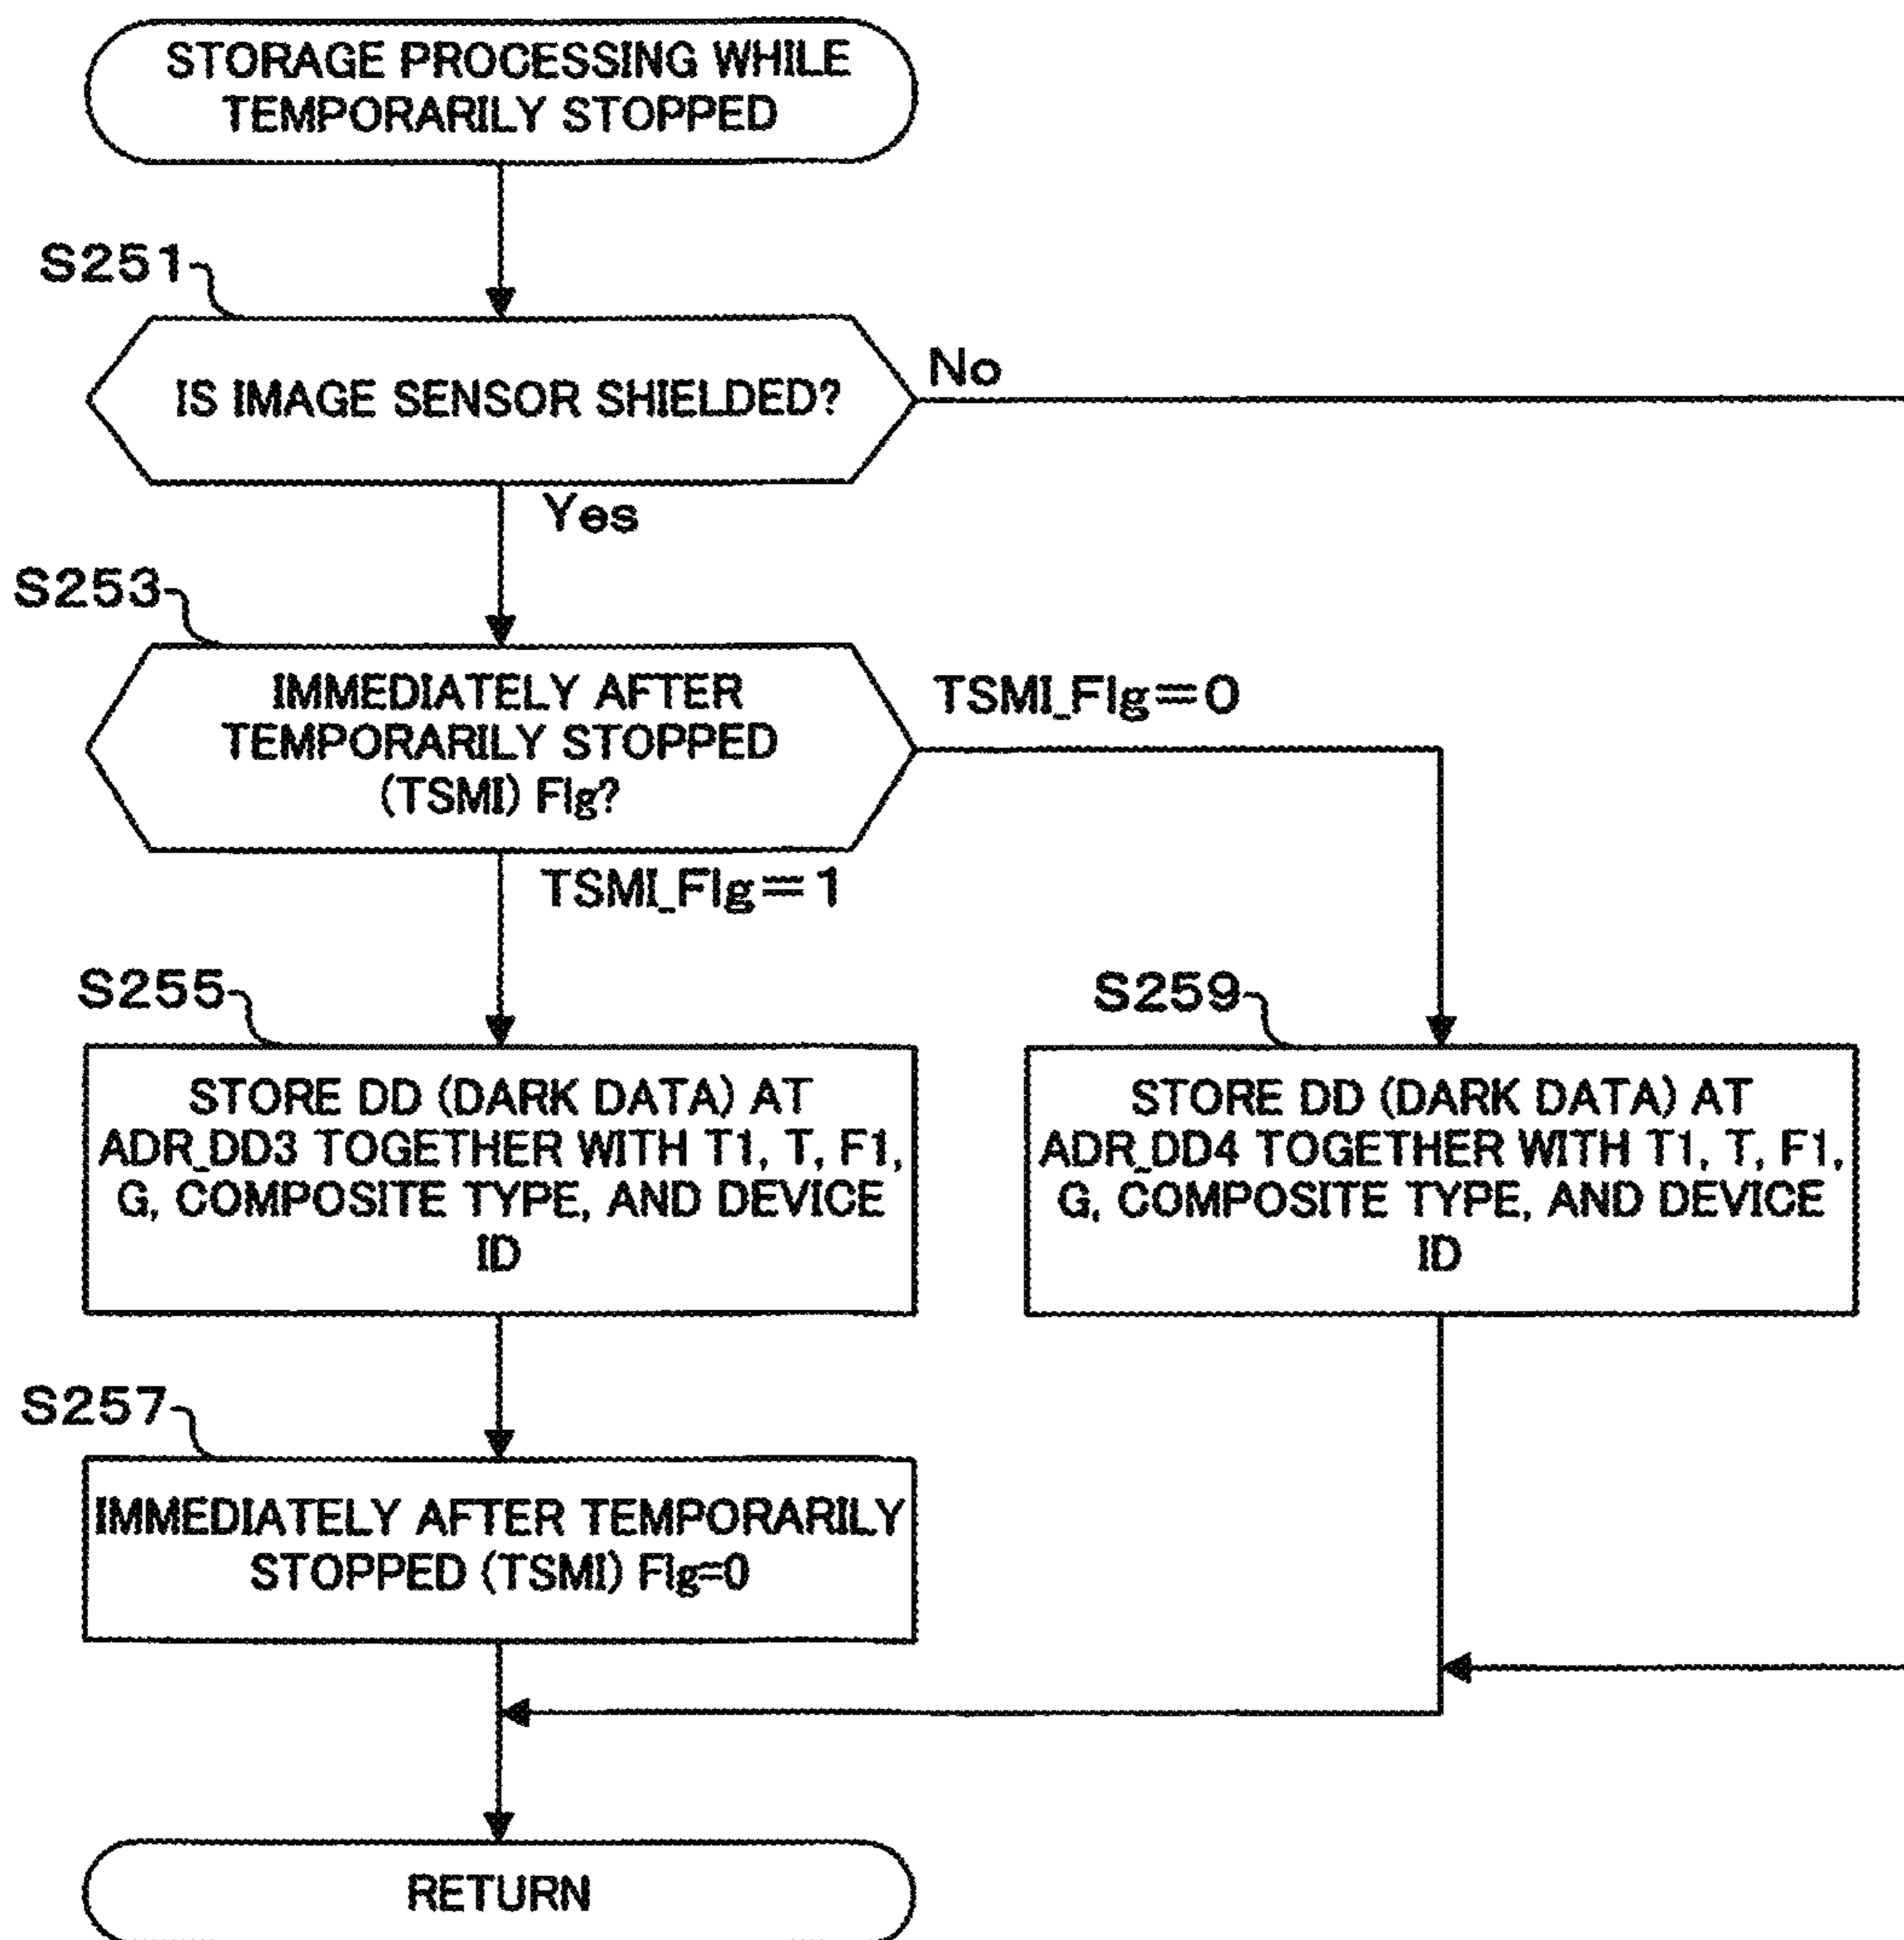 STORAGE PROCESSING WHILE
TEMPORARILY STOPPED
S251
IS IMAGE SENSOR SHIELDED?
No
Yes
S253
IMMEDIATELY AFTER
TEMPORARILY STOPPED
(TSMI) Flg?
TSMI_Flg=0
TSMI_Flg=1
S255
STORE DD (DARK DATA) AT
ADR_DD3 TOGETHER WITH T1, T, F1,
G, COMPOSITE TYPE, AND DEVICE
ID
S259
STORE DD (DARK DATA) AT
ADR_DD4 TOGETHER WITH T1, T, F1,
G, COMPOSITE TYPE, AND DEVICE
ID
S257
IMMEDIATELY AFTER TEMPORARILY
STOPPED (TSMI) Flg=0
RETURN